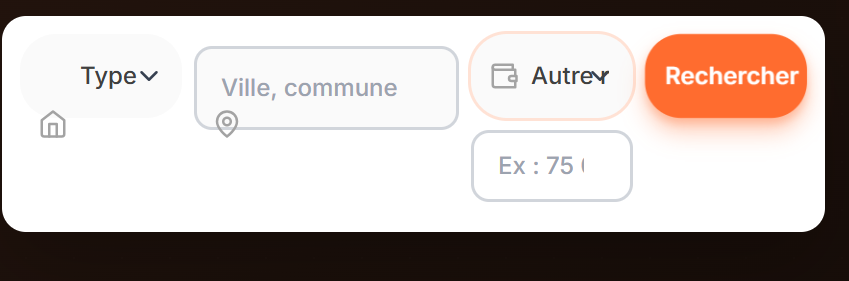 Type
Ville, commune
Autre
Rechercher
Ex : 75